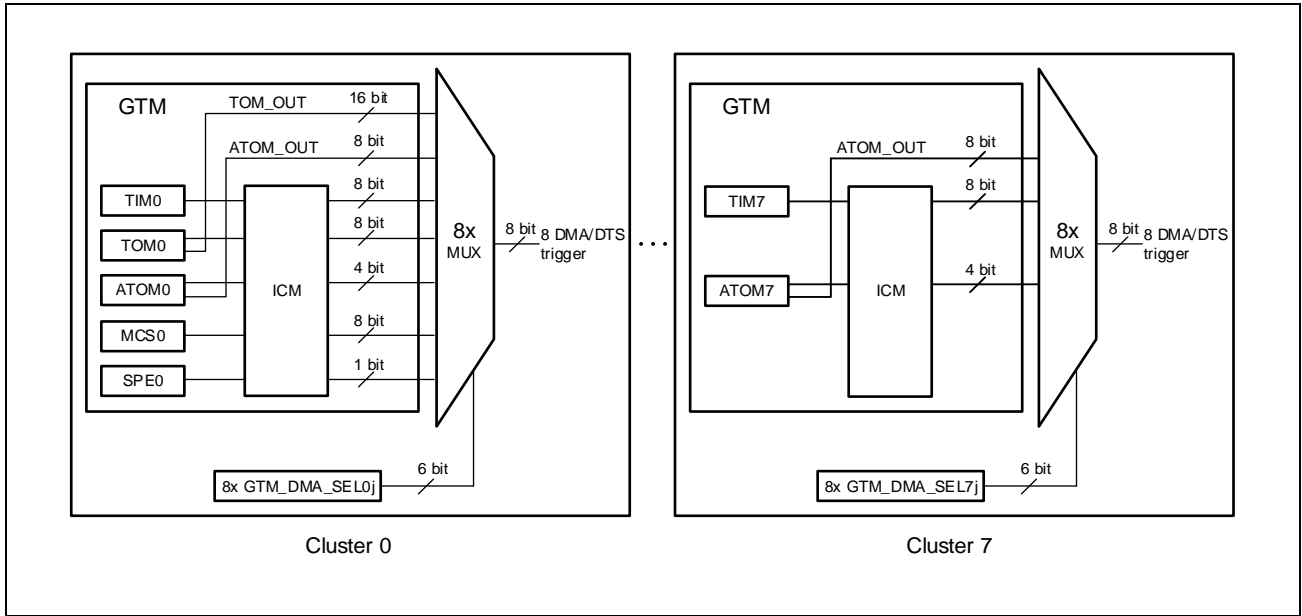 GTM
TOM_OUT
16 bit
ATOM_OUT
8 bit
TIM0
8 bit
TOM0
8 bit
ATOM0
4 bit
ICM
MCS0
8 bit
SPE0
1 bit
8x
MUX
8 bit
8 DMA/DTS
trigger
8x GTM_DMA_SEL0j
6 bit
Cluster 0
...
GTM
ATOM_OUT
8 bit
TIM7
8 bit
ATOM7
4 bit
ICM
8x
MUX
8 bit
8 DMA/DTS
trigger
8x GTM_DMA_SEL7j
6 bit
Cluster 7